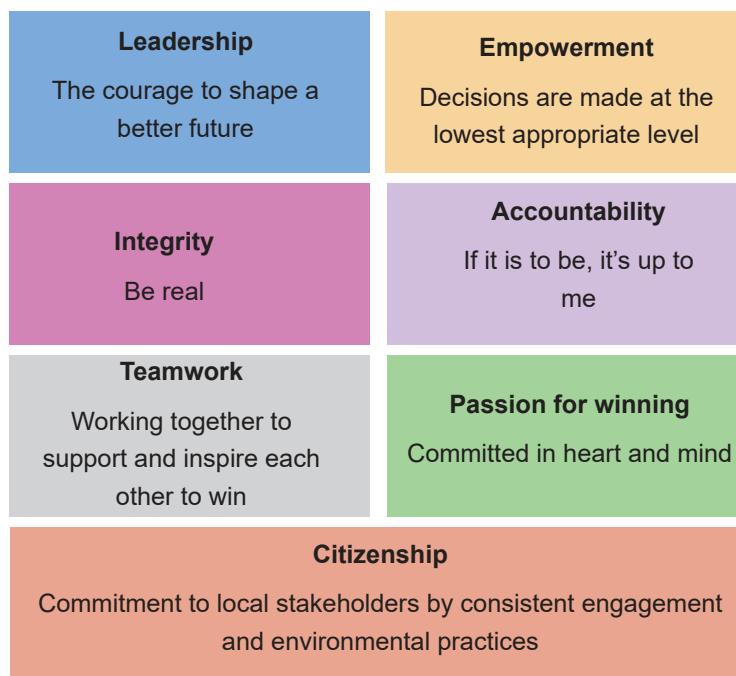 Leadership
The courage to shape a
better future
Empowerment
Decisions are made at the
lowest appropriate level
Integrity
Be real
Accountability
If it is to be, it’s up to
me
Teamwork
Working together to
support and inspire each
other to win
Passion for winning
Committed in heart and mind
Citizenship
Commitment to local stakeholders by consistent engagement
and environmental practices